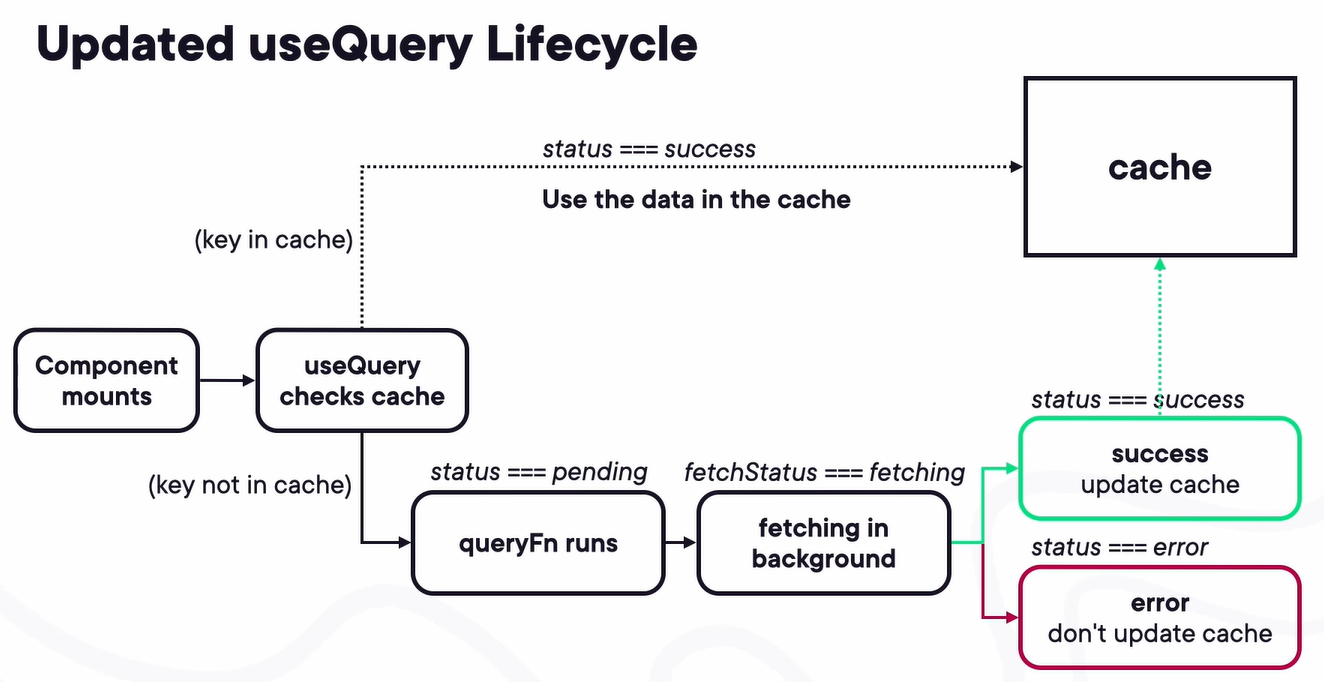 Updated useQuery Lifecycle
status === success
Use the data in the cache
cache
(key in cache)
Component
mounts
useQuery
checks cache
(key not in cache)
status === pending
queryFn runs
fetchStatus === fetching
fetching in
background
status === success
success
update cache
status === error
error
don't update cache